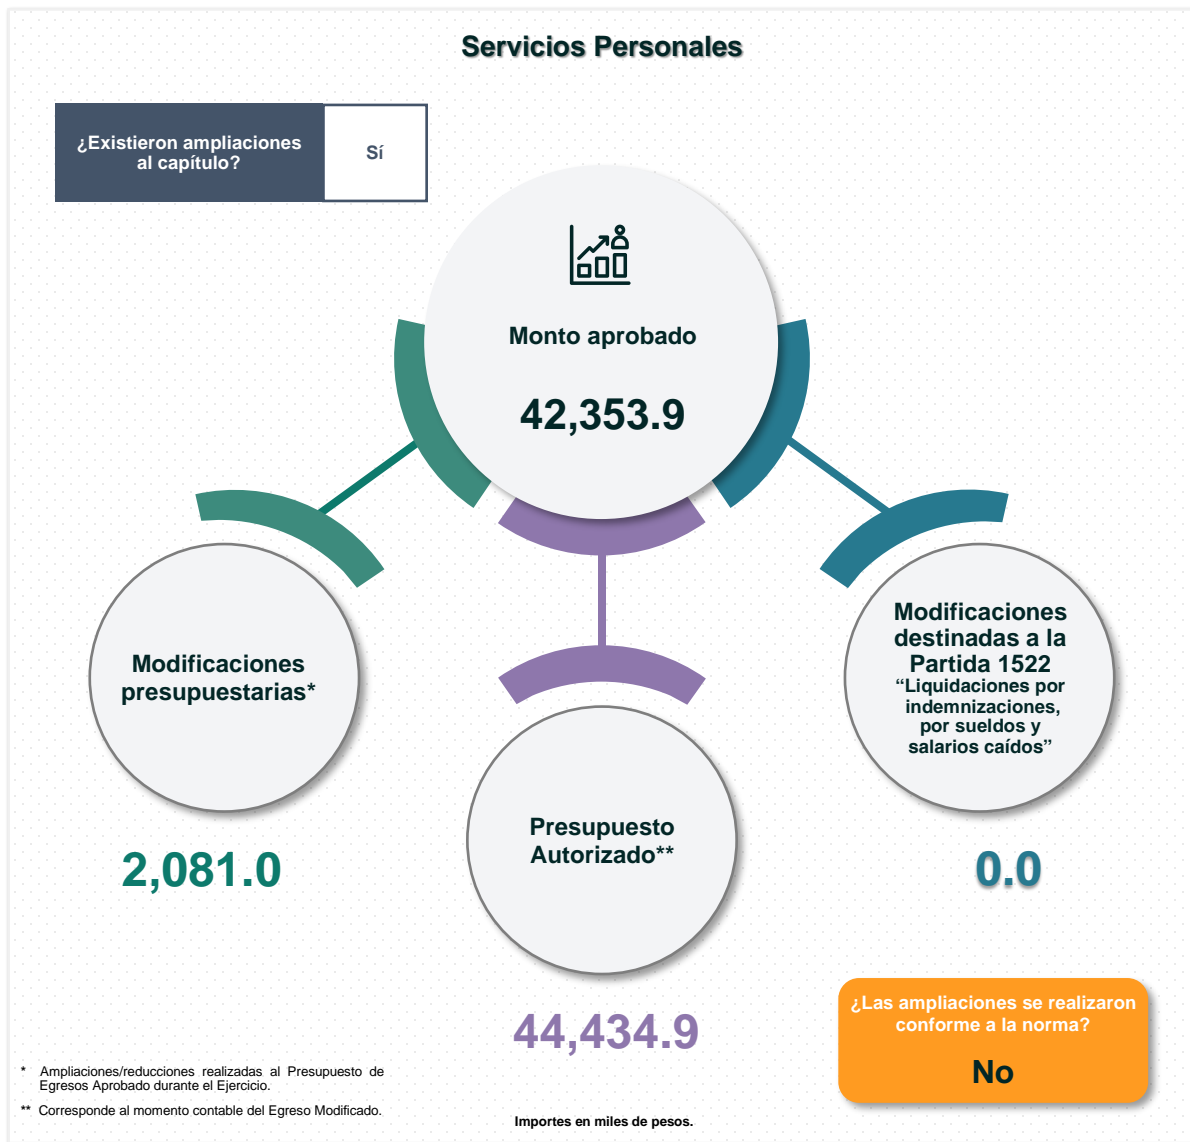 Servicios Personales
¿Existieron ampliaciones
al capítulo?
Sí
Monto aprobado
42,353.9
Modificaciones
presupuestarias*
2,081.0
Presupuesto
Autorizado**
44,434.9
Modificaciones
destinadas a la
Partida 1522
“Liquidaciones por
indemnizaciones,
por sueldos y
salarios caídos”
0.0
¿Las ampliaciones se realizaron
conforme a la norma?
No
* Ampliaciones/reducciones realizadas al Presupuesto de
Egresos Aprobado durante el Ejercicio.
** Corresponde al momento contable del Egreso Modificado.
Importes en miles de pesos.